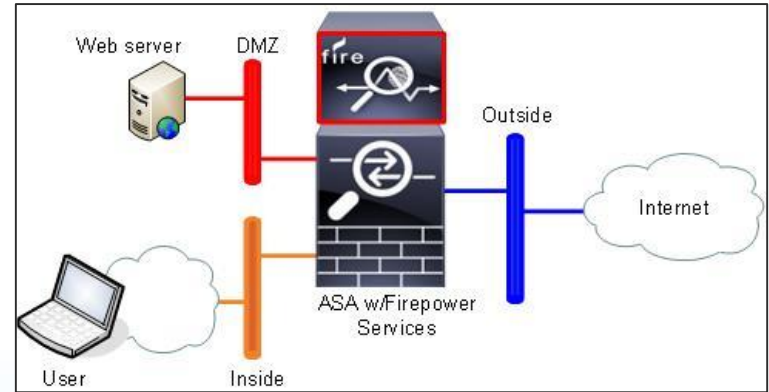 Web server
DMZ
fire
Outside
Internet
ASA w/Firepower
Services
User
Inside